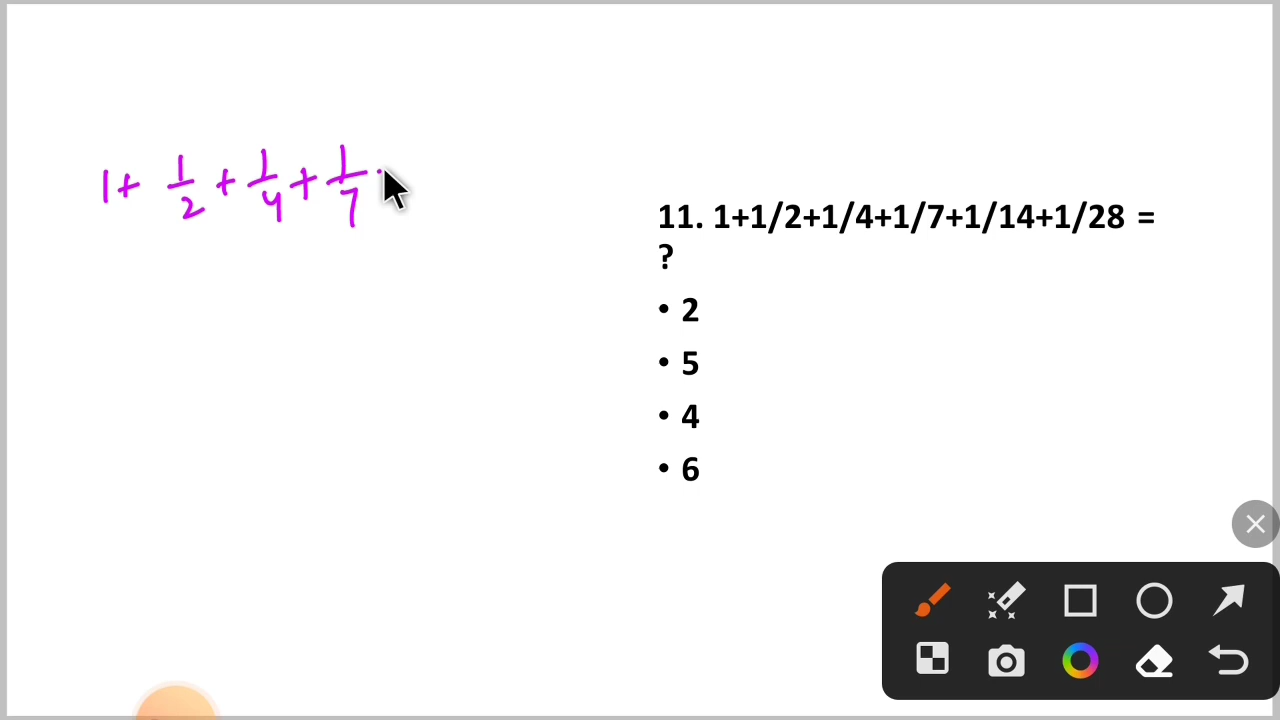 1+ 1/2 + 1/4 + 1/7
11. 1+1/2+1/4+1/7+1/14+1/28 =
?
• 2
• 5
• 4
• 6